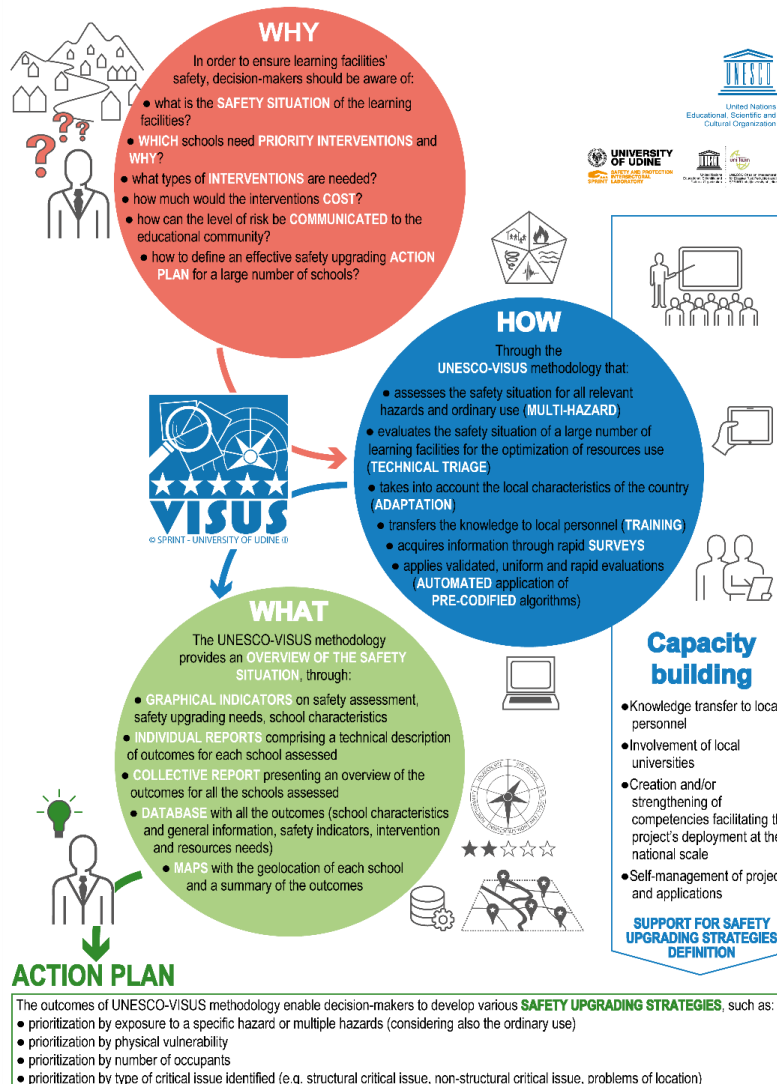 WHY
In order to ensure learning facilities'
safety, decision-makers should be aware of:
● what is the SAFETY SITUATION of the learning
facilities?
● WHICH schools need PRIORITY INTERVENTIONS and
WHY?
● what types of INTERVENTIONS are needed?
● how much would the interventions COST?
● how can the level of risk be COMMUNICATED to the
educational community?
● how to define an effective safety upgrading ACTION
PLAN for a large number of schools?
? ? ? ?
UNESCO
United Nations
Educational, Scientific and
Cultural Organization
UNIVERSITY
OF UDINE
SPRINT
SAFETY AND PROTECTION
INTERSECTORAL
LABORATORY
HOW
Through the
UNESCO-VISUS methodology that:
● assesses the safety situation for all relevant
hazards and ordinary use (MULTI-HAZARD)
● evaluates the safety situation of a large number of
learning facilities for the optimization of resources use
(TECHNICAL TRIAGE)
● takes into account the local characteristics of the country
(ADAPTATION)
● transfers the knowledge to local personnel (TRAINING)
● acquires information through rapid SURVEYS
● applies validated, uniform and rapid evaluations
(AUTOMATED application of
PRE-CODIFIED algorithms)
VISUS
© SPRINT - UNIVERSITY OF UDINE (I)
WHAT
The UNESCO-VISUS methodology
provides an OVERVIEW OF THE SAFETY
SITUATION, through:
● GRAPHICAL INDICATORS on safety assessment,
safety upgrading needs, school characteristics
● INDIVIDUAL REPORTS comprising a technical description
of outcomes for each school assessed
● COLLECTIVE REPORT presenting an overview of the
outcomes for all the schools assessed
● DATABASE with all the outcomes (school characteristics
and general information, safety indicators, intervention
and resources needs)
● MAPS with the geolocation of each school
and a summary of the outcomes
Capacity
building
●Knowledge transfer to loca
personnel
●Involvement of local
universities
●Creation and/or
strengthening of
competencies facilitating th
project's deployment at the
national scale
●Self-management of projec
and applications
SUPPORT FOR SAFETY
UPGRADING STRATEGIES
DEFINITION
ACTION PLAN
The outcomes of UNESCO-VISUS methodology enable decision-makers to develop various SAFETY UPGRADING STRATEGIES, such as:
● prioritization by exposure to a specific hazard or multiple hazards (considering also the ordinary use)
● prioritization by physical vulnerability
● prioritization by number of occupants
● prioritization by type of critical issue identified (e.g. structural critical issue, non-structural critical issue, problems of location)